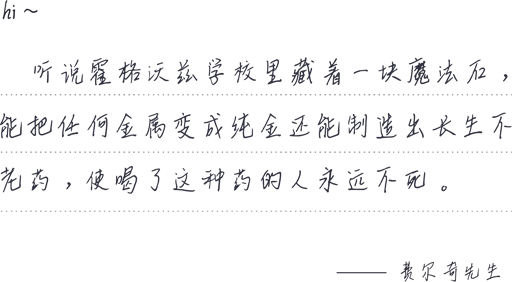 hi ~
听说霍格沃兹学校里藏着一块魔法石，
能把任何金属变成纯金还能制造出长生不
老药，使喝了这种药的人永远不死。
—— 费尔奇先生